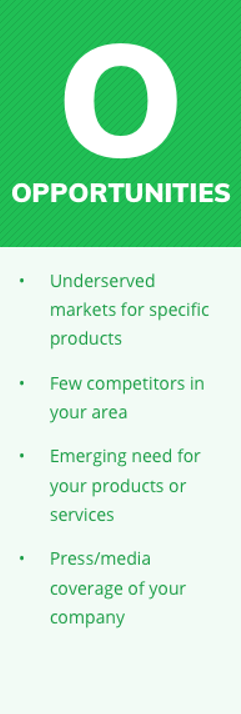 O
OPPORTUNITIES
• Underserved
markets for specific
products
• Few competitors in
your area
• Emerging need for
your products or
services
• Press/media
coverage of your
company